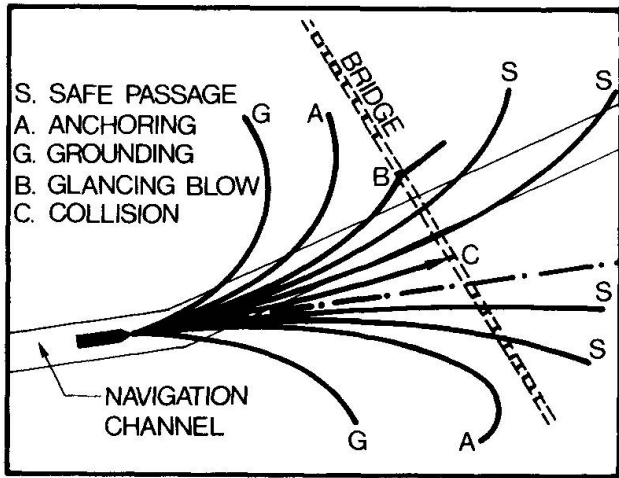 S. SAFE PASSAGE
A. ANCHORING
G. GROUNDING
B. GLANCING BLOW
C. COLLISION
G
A
BRIDGE
S
S
B
C
S
S
NAVIGATION
CHANNEL
G
A